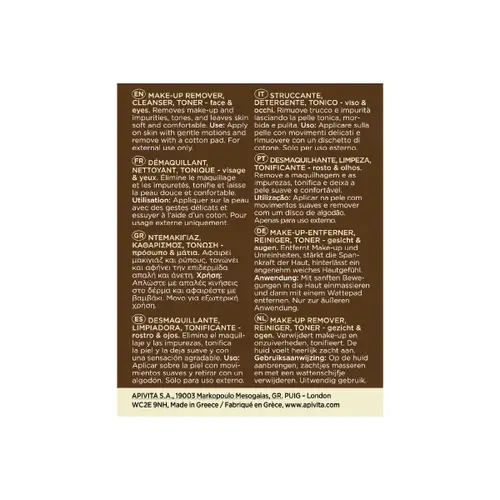 EN MAKE-UP REMOVER,
CLEANSER, TONER - face &
eyes. Removes make-up and
impurities, tones, and leaves skin
soft and comfortable. Use: Apply
on skin with gentle motions and
remove with a cotton pad. For
external use only.
FR DÉMAQUILLANT,
NETTOYANT, TONIQUE - visage
& yeux. Elimine le maquillage
et les impuretés, tonifie et laisse
la peau douce et confortable.
Utilisation: Appliquer sur la peau
avec des gestes délicats et
essuyer à l'aide d'un coton. Pour
usage externe uniquement.
GR ΝΤΕΜΑΚΙΓΙΑΖ,
ΚΑΘΑΡΙΣΜΟΣ, ΤΟΝΩΣΗ -
πρόσωπο & μάτια. Αφαιρεί
μακιγιάζ και ρύπους, τονώνει
και αφήνει την επιδερμίδα
απαλή και άνετη. Χρήση:
Απλώστε με απαλές κινήσεις
στο δέρμα και αφαιρέστε με
βαμβάκι. Μόνο για εξωτερική
χρήση.
ES DESMAQUILLANTE,
LIMPIADORA, TONIFICANTE -
rostro & ojos. Elimina el maquil-
laje y las impurezas, tonifica
la piel y la deja suave y con
una sensación agradable. Uso:
Aplicar sobre la piel con mo-
vimientos suaves y retirar con un
algodón. Sólo para uso externo.
IT STRUCCANTE,
DETERGENTE, TONICO - viso &
occhi. Rimuove trucco e impurità
lasciando la pelle tonica, mor-
bida e pulita. Uso: Applicare sulla
pelle con movimenti delicati e
rimuovere con un dischetto di
cotone. Solo per uso esterno.
PT DESMAQUILHANTE, LIMPEZA,
TONIFICANTE - rosto & olhos.
Remove a maquilhagem e as
impurezas, tonifica e deixa a
pele suave e confortável.
Utilização: Aplicar na pele com
movimentos suaves e remover
com um disco de algodão.
Apenas para uso externo.
DE MAKE-UP-ENTFERNER,
REINIGER, TONER - gesicht &
augen. Entfernt Make-up und
Unreinheiten, stärkt die Span-
nkraft der Haut, hinterlässt ein
angenehm weiches Hautgefühl.
Anwendung: Mit sanften Bewe-
gungen in die Haut einmassieren
und dann mit einem Wattepad
entfernen. Nur zur äußeren
Anwendung.
NL MAKE-UP REMOVER,
REINIGER, TONER - gezicht &
ogen. Verwijdert make-up en
onzuiverheden, tonifieert. De
huid voelt heerlijk zacht aan.
Gebruiksaanwijzing: Op de huid
aanbrengen, zachtjes masseren
en met een wattenschijfje
verwijderen. Uitwendig gebruik.
APIVITA S.A., 19003 Markopoulo Mesogaias, GR. PUIG - London
WC2E 9NH, Made in Greece / Fabriqué en Grèce, www.apivita.com